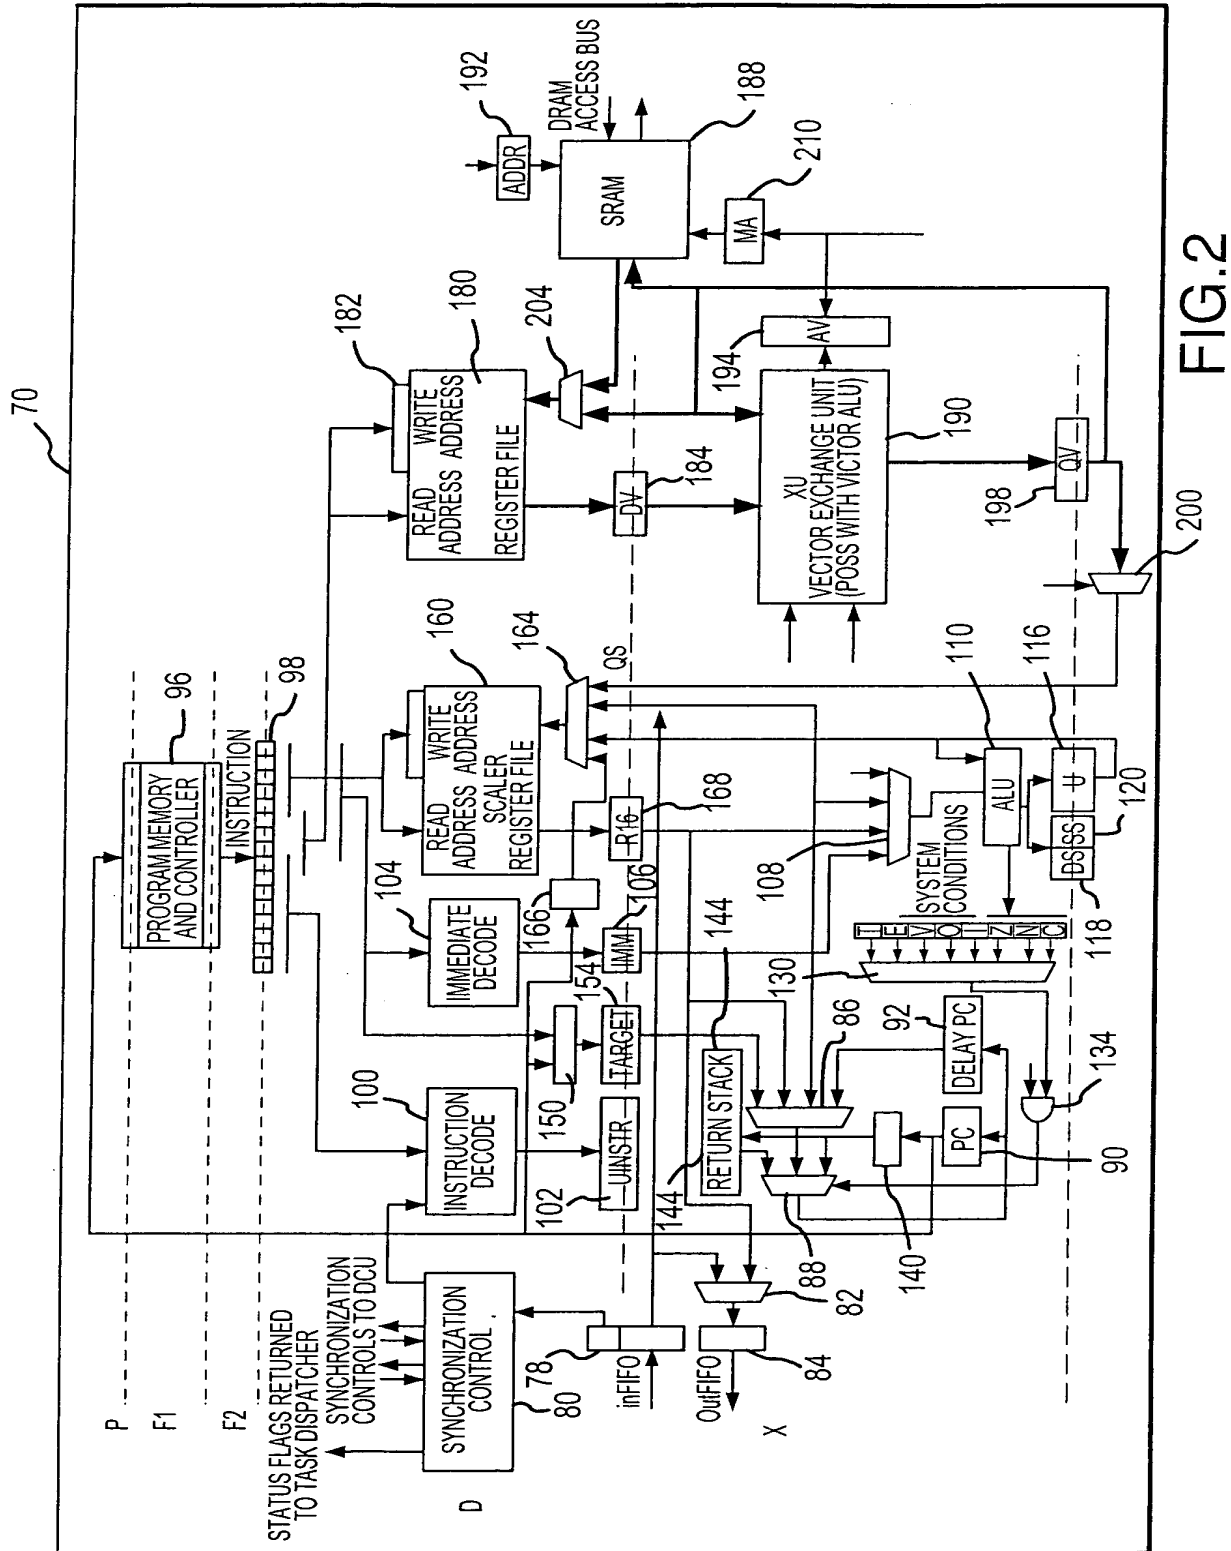 70
P
F1
F2
D
X
PROGRAM MEMORY
AND CONTROLLER
96
INSTRUCTION
98
STATUS FLAGS RETURNED
TO TASK DISPATCHER
SYNCHRONIZATION
CONTROLS TO DCU
SYNCHRONIZATION
CONTROL
80
78
inFIFO
OutFIFO
84
82
INSTRUCTION
DECODE
100
UINSTR
102
150
TARGET
154
IMMEDIATE
DECODE
104
IMM
106
166
READ WRITE
ADDRESS ADDRESS
SCALER
REGISTER FILE
160
164
QS
R16
168
READ WRITE
ADDRESS ADDRESS
REGISTER FILE
180
182
204
DV
184
ADDR
192
DRAM
ACCESS BUS
SRAM
188
MA
210
AV
194
XU
VECTOR EXCHANGE UNIT
(POSS WITH VICTOR ALU)
190
QV
198
200
RETURN STACK
144
144
86
88
140
PC
90
DELAY PC
92
134
130
SYSTEM
CONDITIONS
T E V O I Z N C
108
ALU
110
U
116
DS SS
118
120
FIG.2